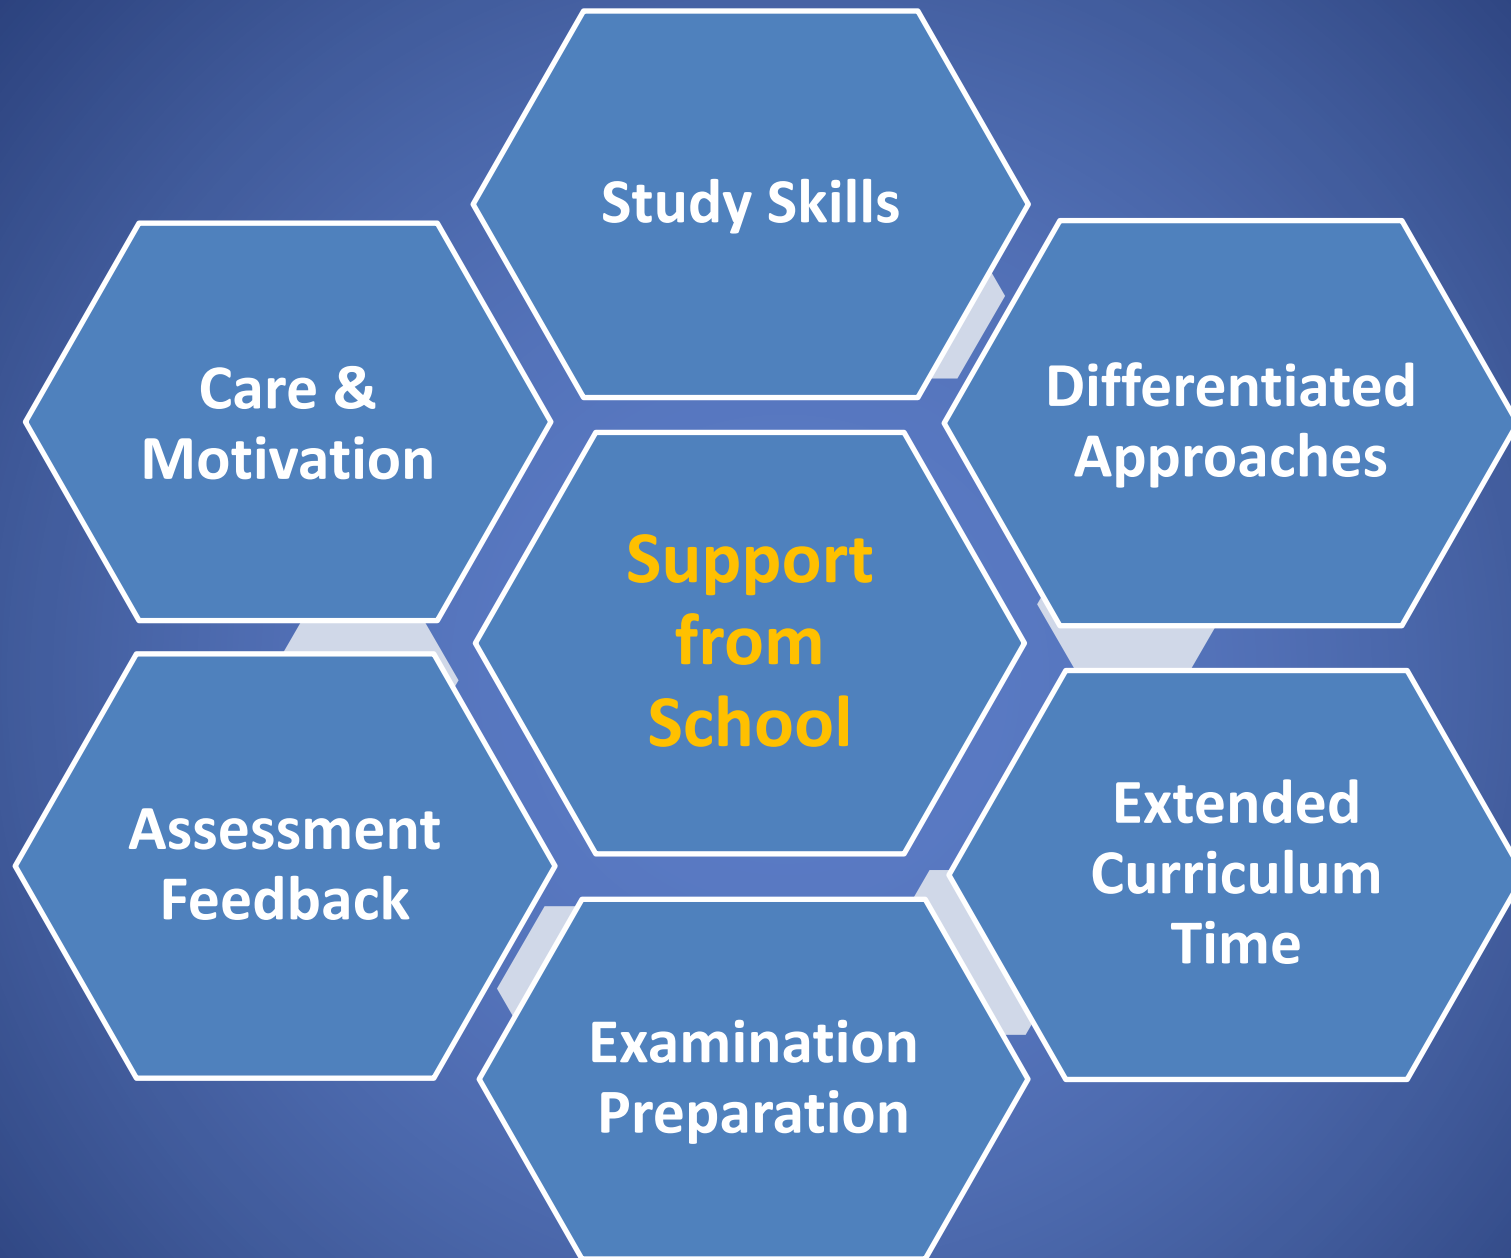 Study Skills
Care &
Motivation
Differentiated
Approaches
Support
from
School
Assessment
Feedback
Extended
Curriculum
Time
Examination
Preparation